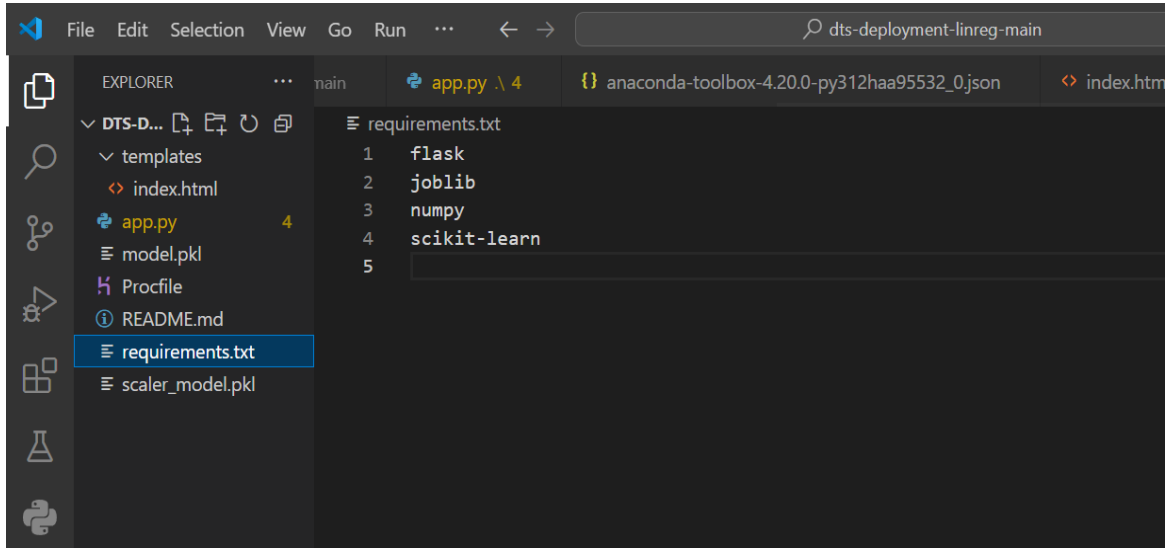 File Edit Selection View Go Run ··· ← → dts-deployment-linreg-main
EXPLORER ··· main app.py .\ 4 {} anaconda-toolbox-4.20.0-py312haa95532_0.json <> index.htm
DTS-D...
templates
<> index.html
app.py 4
model.pkl
Procfile
README.md
requirements.txt
scaler_model.pkl
requirements.txt
1 flask
2 joblib
3 numpy
4 scikit-learn
5